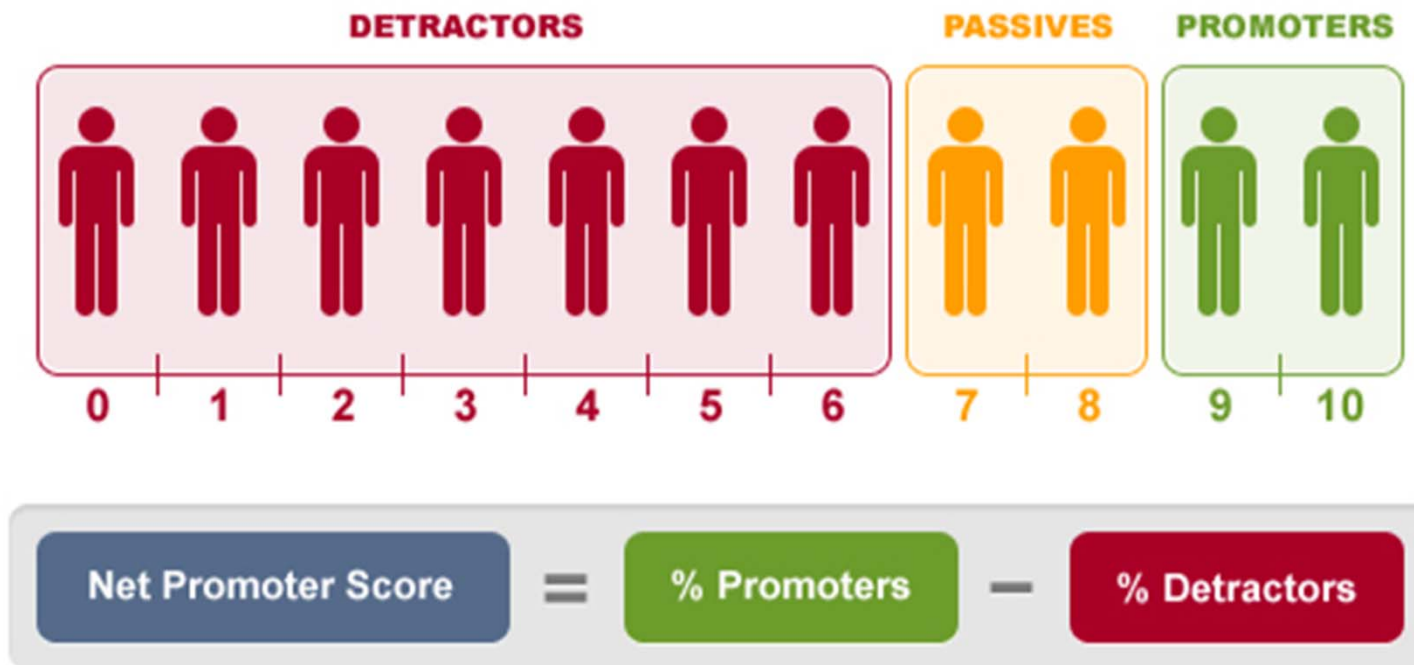 DETRACTORS PASSIVES PROMOTERS
0 1 2 3 4 5 6 7 8 9 10
Net Promoter Score = % Promoters − % Detractors